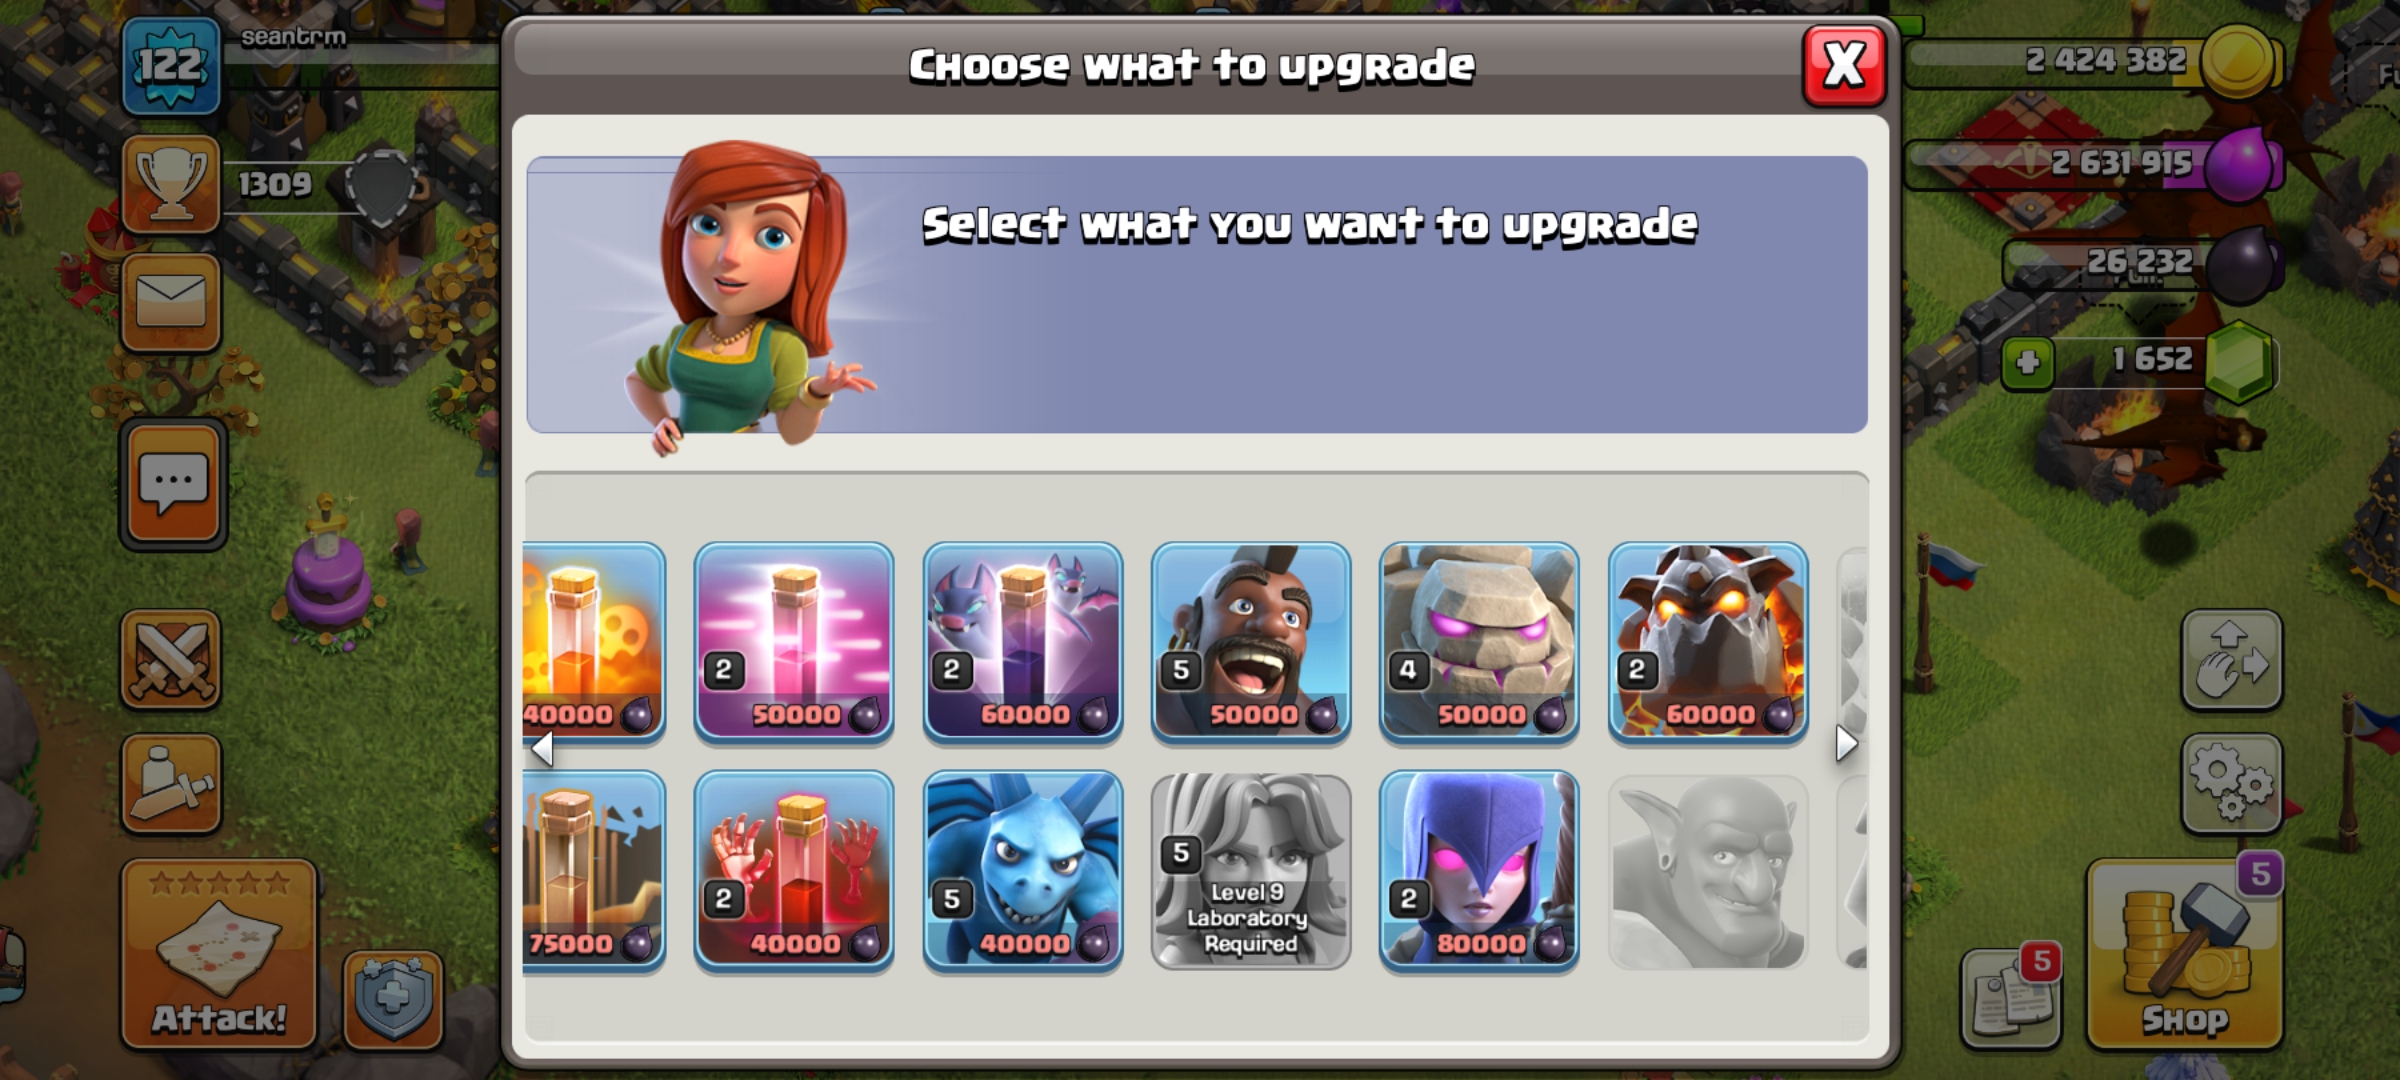 122
seantrm
Choose what to upgrade
X
2 424 382
1309
Select what you want to upgrade
2 631 915
26 232
1 652
40000
2
50000
2
60000
5
50000
4
50000
2
60000
75000
2
40000
5
40000
5
Level 9
Laboratory
Required
2
80000
Attack!
5
5
Shop